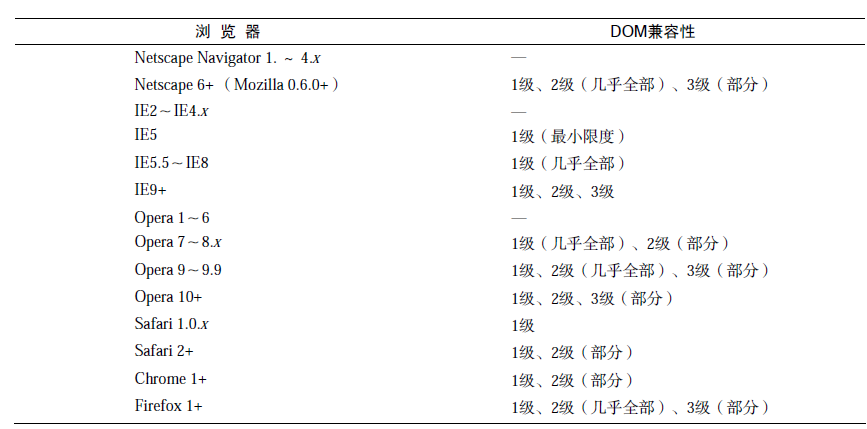 浏 览 器 DOM兼容性
Netscape Navigator 1. ~ 4.x —
Netscape 6+ （Mozilla 0.6.0+） 1级、2级（几乎全部）、3级（部分）
IE2～IE4.x —
IE5 1级（最小限度）
IE5.5～IE8 1级（几乎全部）
IE9+ 1级、2级、3级
Opera 1～6 —
Opera 7～8.x 1级（几乎全部）、2级（部分）
Opera 9～9.9 1级、2级（几乎全部）、3级（部分）
Opera 10+ 1级、2级、3级（部分）
Safari 1.0.x 1级
Safari 2+ 1级、2级（部分）
Chrome 1+ 1级、2级（部分）
Firefox 1+ 1级、2级（几乎全部）、3级（部分）